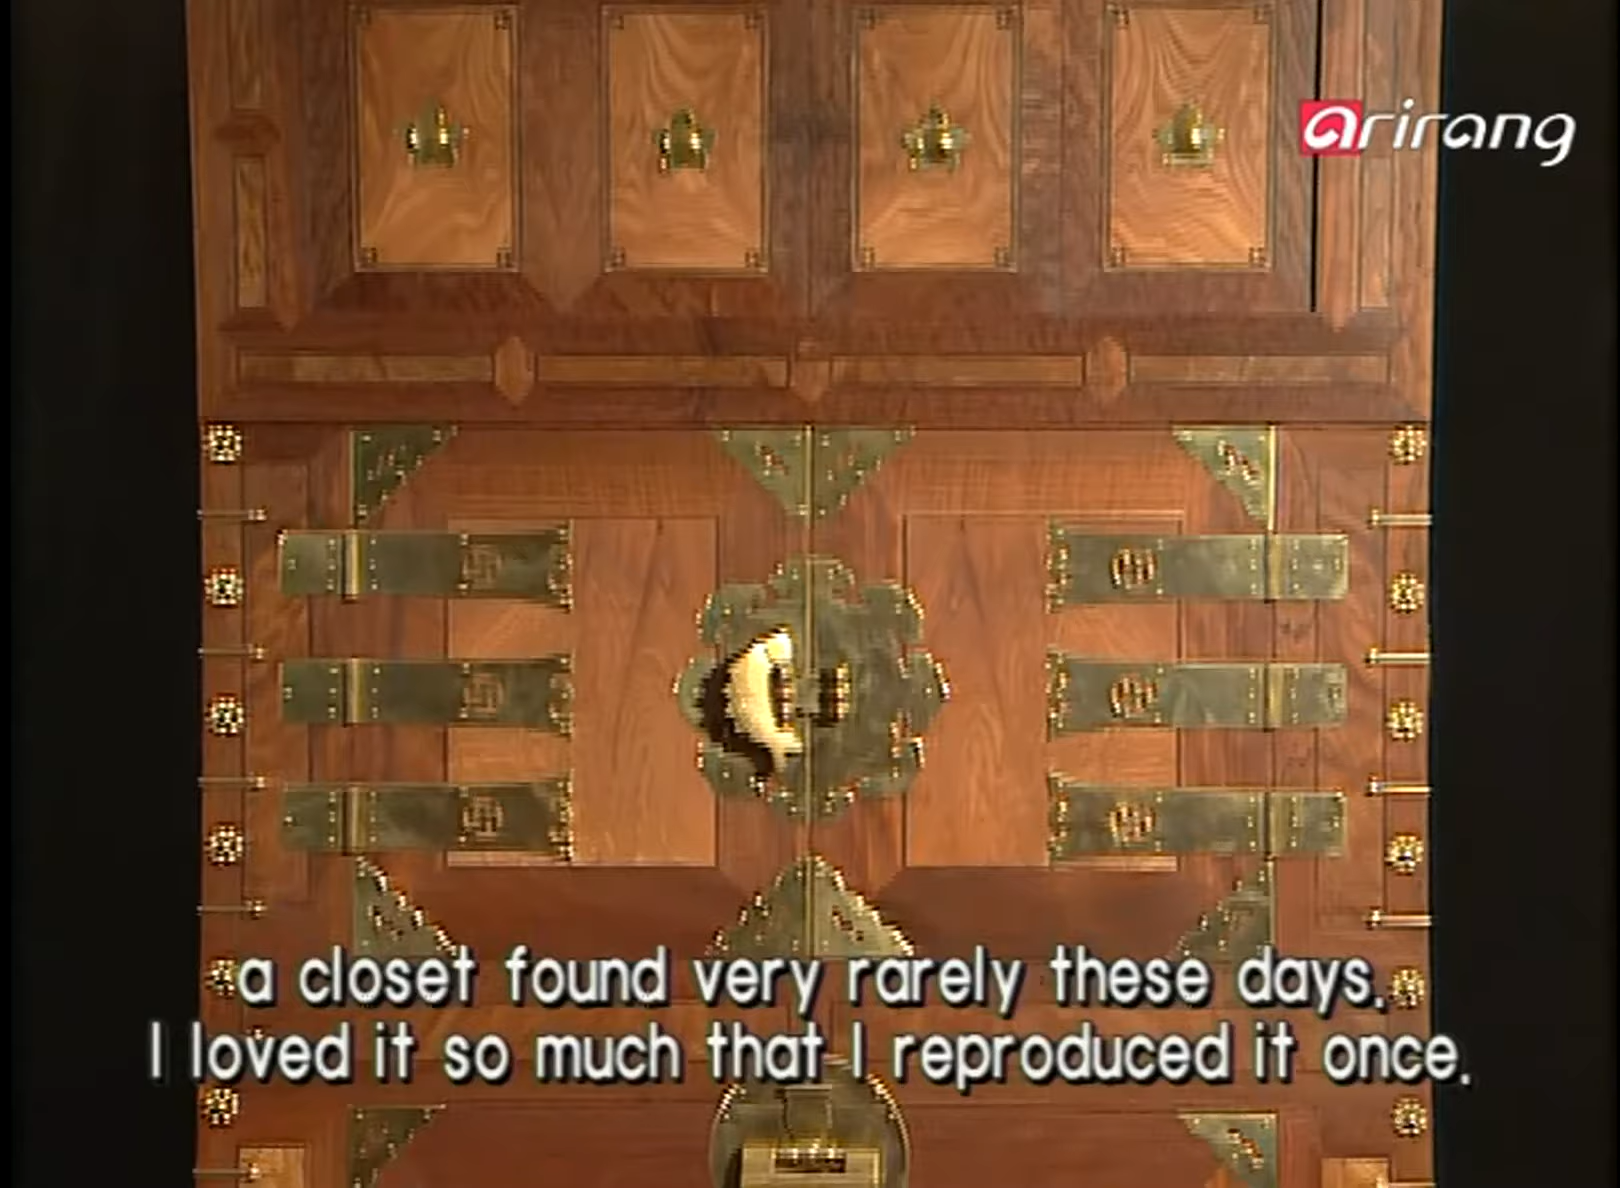 arirang
a closet found very rarely these days.
I loved it so much that I reproduced it once.